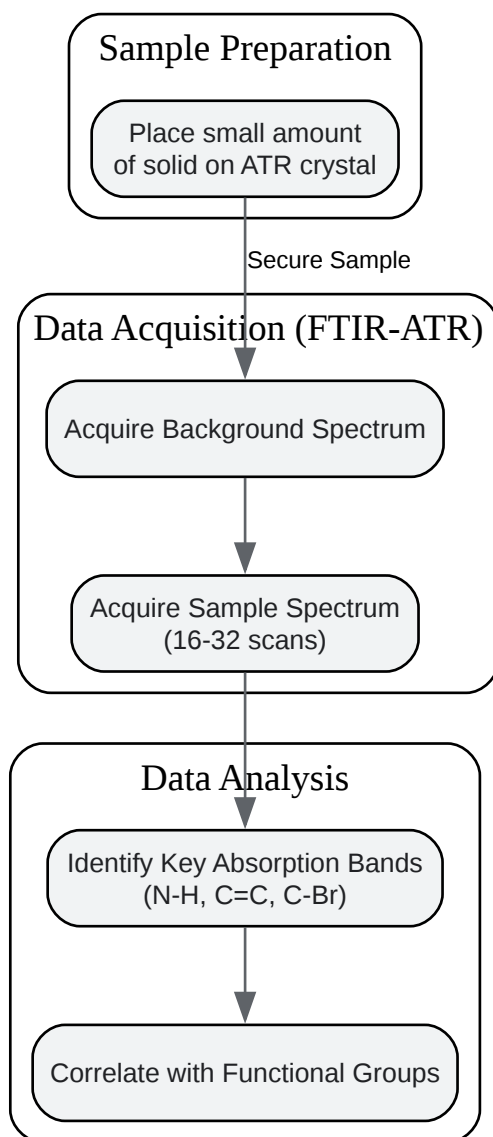 Sample Preparation
Place small amount
of solid on ATR crystal
Secure Sample
Data Acquisition (FTIR-ATR)
Acquire Background Spectrum
Acquire Sample Spectrum
(16-32 scans)
Data Analysis
Identify Key Absorption Bands
(N-H, C=C, C-Br)
Correlate with Functional Groups